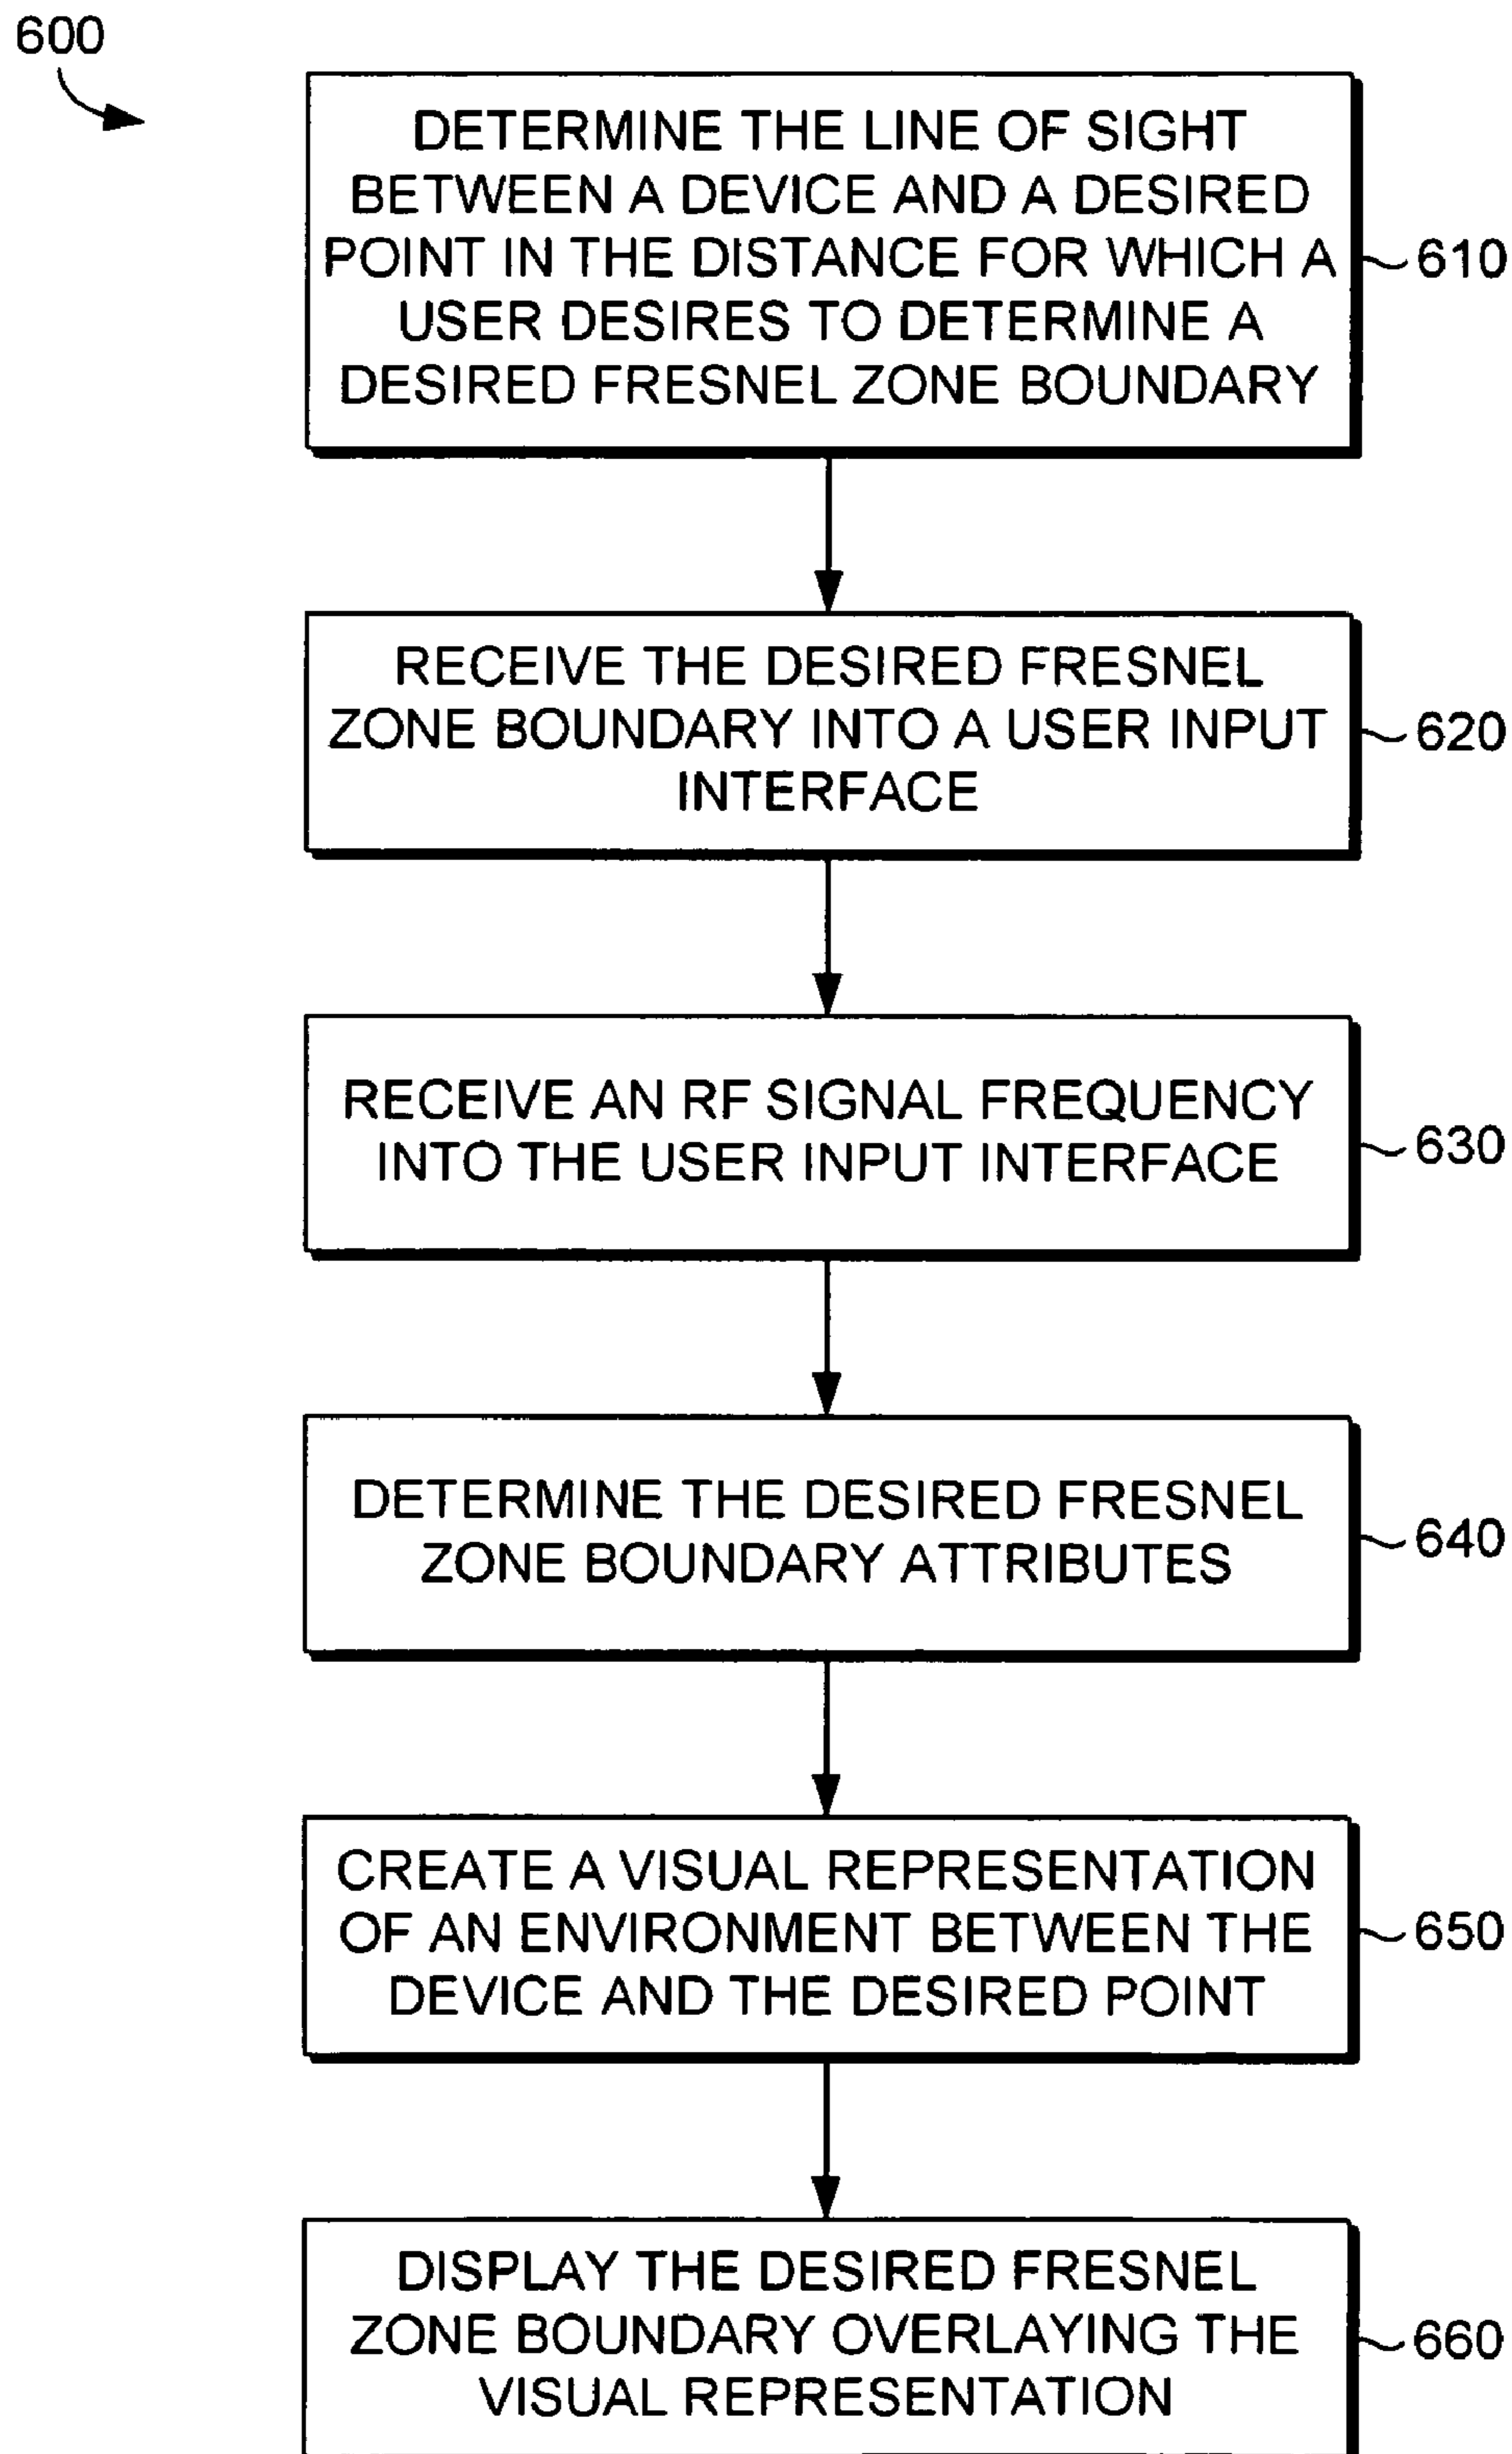 600
DETERMINE THE LINE OF SIGHT
BETWEEN A DEVICE AND A DESIRED
POINT IN THE DISTANCE FOR WHICH A
USER DESIRES TO DETERMINE A
DESIRED FRESNEL ZONE BOUNDARY
610
RECEIVE THE DESIRED FRESNEL
ZONE BOUNDARY INTO A USER INPUT
INTERFACE
620
RECEIVE AN RF SIGNAL FREQUENCY
INTO THE USER INPUT INTERFACE
630
DETERMINE THE DESIRED FRESNEL
ZONE BOUNDARY ATTRIBUTES
640
CREATE A VISUAL REPRESENTATION
OF AN ENVIRONMENT BETWEEN THE
DEVICE AND THE DESIRED POINT
650
DISPLAY THE DESIRED FRESNEL
ZONE BOUNDARY OVERLAYING THE
VISUAL REPRESENTATION
660